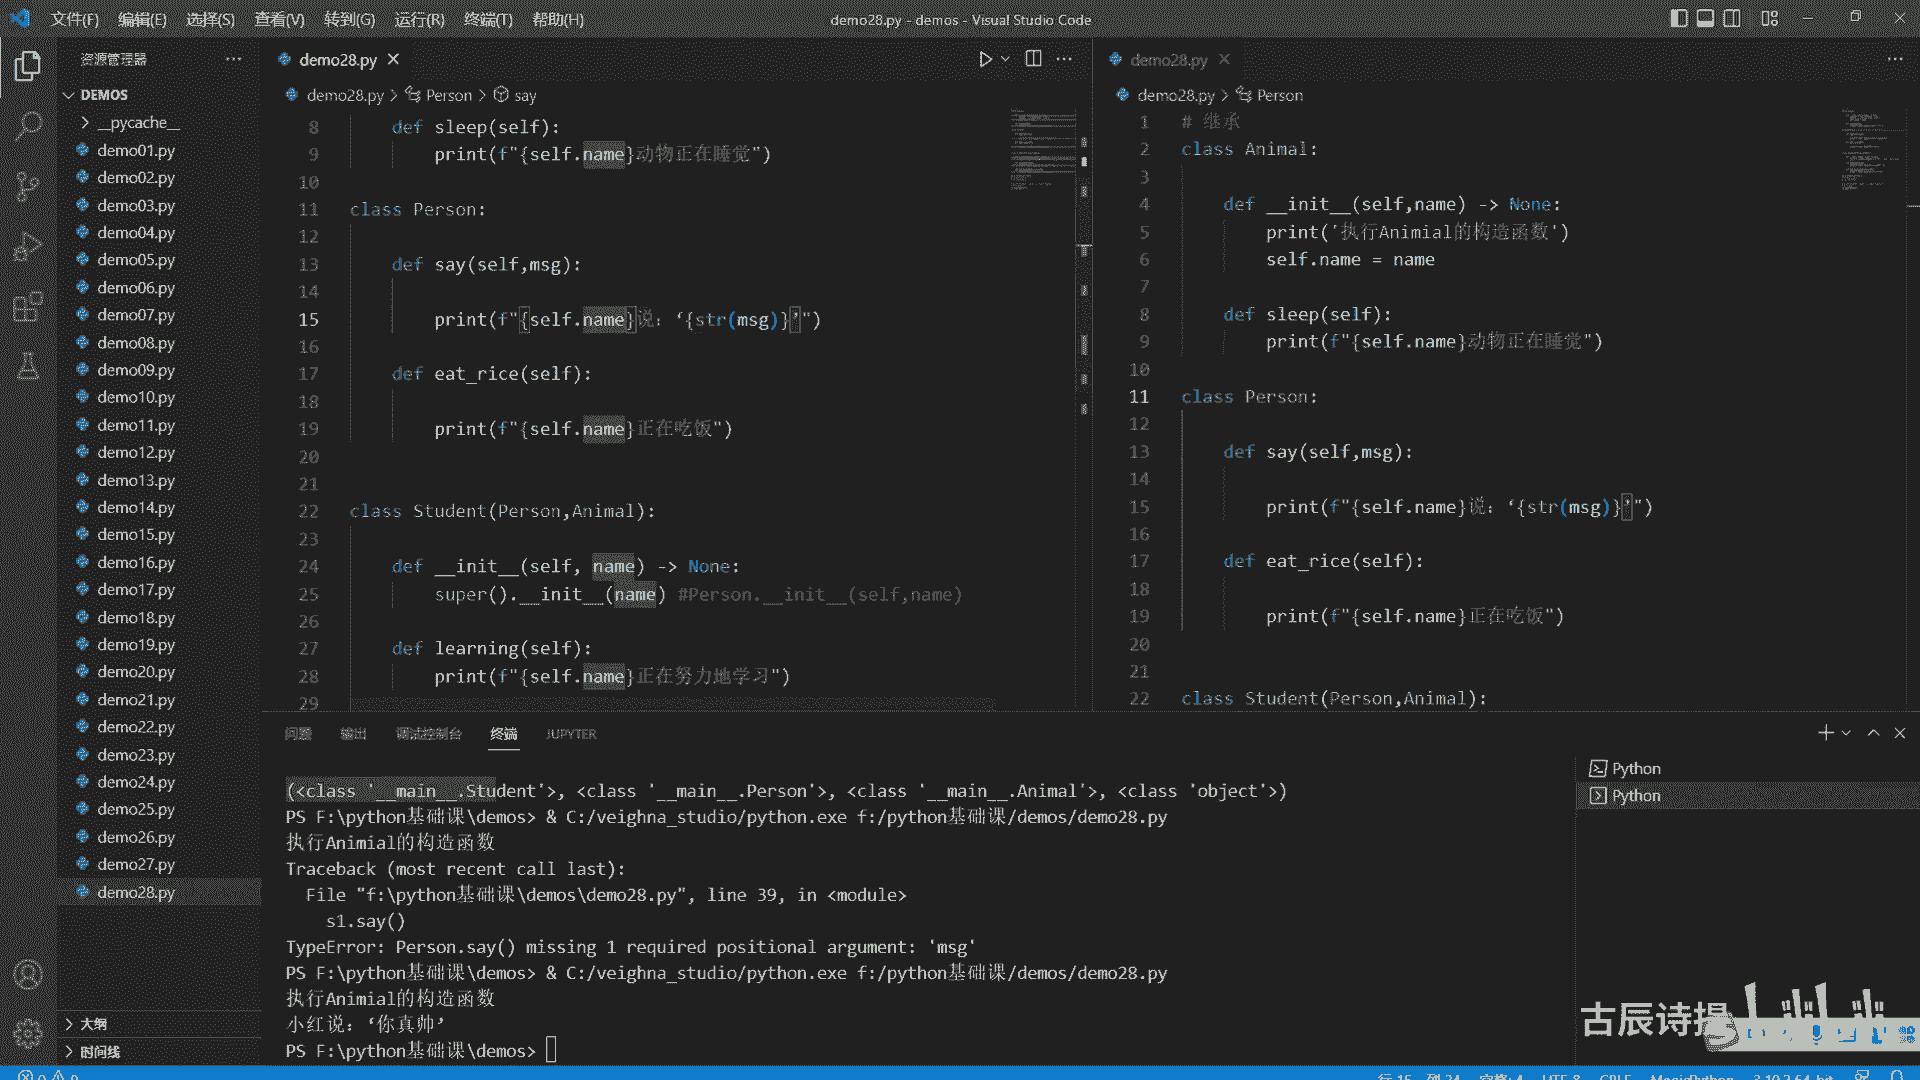 文件(F) 编辑(E) 选择(S) 查看(V) 转到(G) 运行(R) 终端(T) 帮助(H)
demo28.py - demos - Visual Studio Code
资源管理器
DEMOS
__pycache__
demo01.py
demo02.py
demo03.py
demo04.py
demo05.py
demo06.py
demo07.py
demo08.py
demo09.py
demo10.py
demo11.py
demo12.py
demo13.py
demo14.py
demo15.py
demo16.py
demo17.py
demo18.py
demo19.py
demo20.py
demo21.py
demo22.py
demo23.py
demo24.py
demo25.py
demo26.py
demo27.py
demo28.py
大纲
时间线
demo28.py
demo28.py > Person > say
8 def sleep(self):
9 print(f"{self.name}动物正在睡觉")
10
11 class Person:
12
13 def say(self,msg):
14
15 print(f"{self.name}说：‘{str(msg)}’")
16
17 def eat_rice(self):
18
19 print(f"{self.name}正在吃饭")
20
21
22 class Student(Person,Animal):
23
24 def __init__(self, name) -> None:
25 super().__init__(name) #Person.__init__(self,name)
26
27 def learning(self):
28 print(f"{self.name}正在努力地学习")
29
demo28.py
demo28.py > Person
1 # 继承
2 class Animal:
3
4 def __init__(self,name) -> None:
5 print('执行Animial的构造函数')
6 self.name = name
7
8 def sleep(self):
9 print(f"{self.name}动物正在睡觉")
10
11 class Person:
12
13 def say(self,msg):
14
15 print(f"{self.name}说：‘{str(msg)}’")
16
17 def eat_rice(self):
18
19 print(f"{self.name}正在吃饭")
20
21
22 class Student(Person,Animal):
问题 输出 调试控制台 终端 JUPYTER
(<class '__main__.Student'>, <class '__main__.Person'>, <class '__main__.Animal'>, <class 'object'>)
PS F:\python基础课\demos> & C:/veighna_studio/python.exe f:/python基础课/demos/demo28.py
执行Animial的构造函数
Traceback (most recent call last):
File "f:\python基础课\demos\demo28.py", line 39, in <module>
s1.say()
TypeError: Person.say() missing 1 required positional argument: 'msg'
PS F:\python基础课\demos> & C:/veighna_studio/python.exe f:/python基础课/demos/demo28.py
执行Animial的构造函数
小红说：‘你真帅’
PS F:\python基础课\demos>
Python
Python
古辰诗